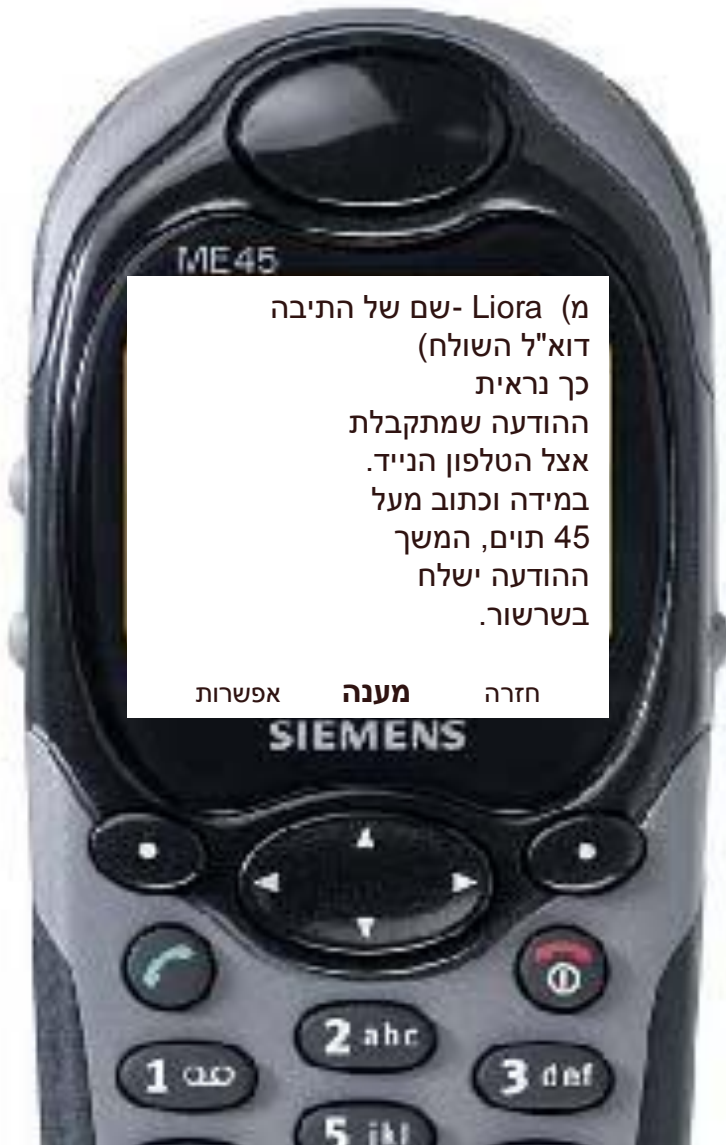 ME45
מ) Liora -שם של התיבה
דוא"ל השולח)
כך נראית
ההודעה שמתקבלת
אצל הטלפון הנייד.
במידה וכתוב מעל
45 תוים, המשך
ההודעה ישלח
בשרשור.
חזרה מענה אפשרות
SIEMENS
2 abc
1 3 def
5 jkl